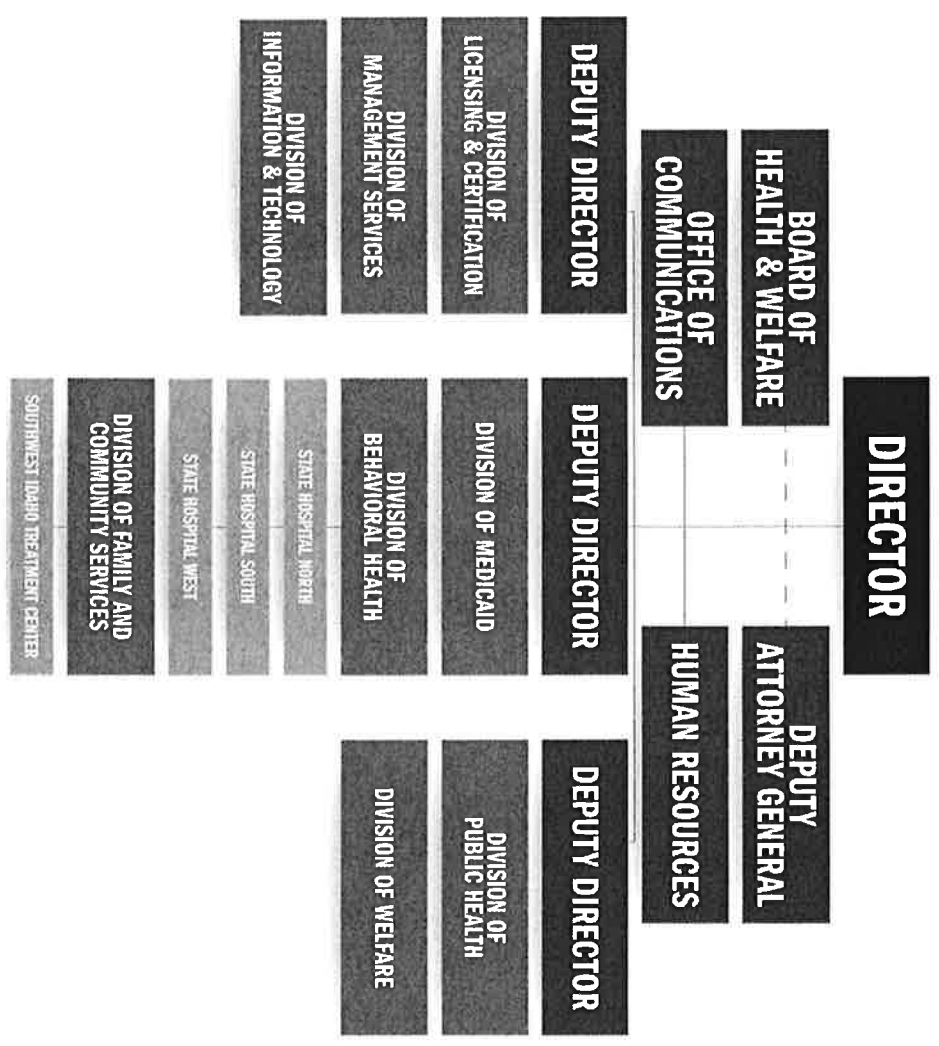 DIRECTOR
BOARD OF
HEALTH & WELFARE
DEPUTY
ATTORNEY GENERAL
OFFICE OF
COMMUNICATIONS
HUMAN RESOURCES
DEPUTY DIRECTOR
DIVISION OF
LICENSING & CERTIFICATION
DIVISION OF
MANAGEMENT SERVICES
DIVISION OF
INFORMATION & TECHNOLOGY
DEPUTY DIRECTOR
DIVISION OF MEDICAID
DIVISION OF
BEHAVIORAL HEALTH
STATE HOSPITAL NORTH
STATE HOSPITAL SOUTH
STATE HOSPITAL WEST
DIVISION OF FAMILY AND
COMMUNITY SERVICES
SOUTHWEST IDAHO TREATMENT CENTER
DEPUTY DIRECTOR
DIVISION OF
PUBLIC HEALTH
DIVISION OF WELFARE